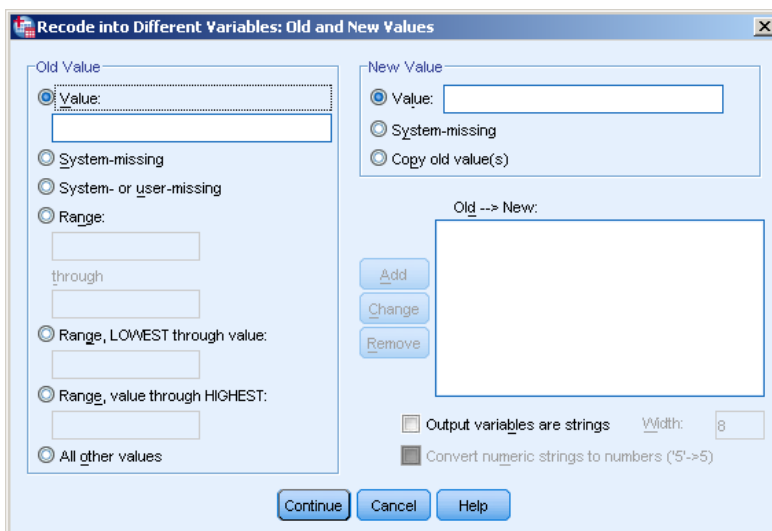 Recode into Different Variables: Old and New Values
Old Value
Value:
System-missing
System- or user-missing
Range:
through
Range, LOWEST through value:
Range, value through HIGHEST:
All other values
New Value
Value:
System-missing
Copy old value(s)
Old --> New:
Add
Change
Remove
Output variables are strings
Width:
8
Convert numeric strings to numbers ('5'->5)
Continue
Cancel
Help